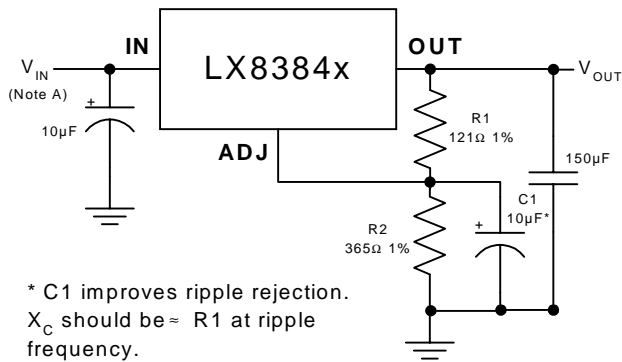 IN
LX8384x
OUT
V_IN
(Note A)
+
10µF
ADJ
V_OUT
R1
121Ω 1%
150µF
C1
10µF*
+
R2
365Ω 1%
* C1 improves ripple rejection.
X_C should be ≈ R1 at ripple
frequency.